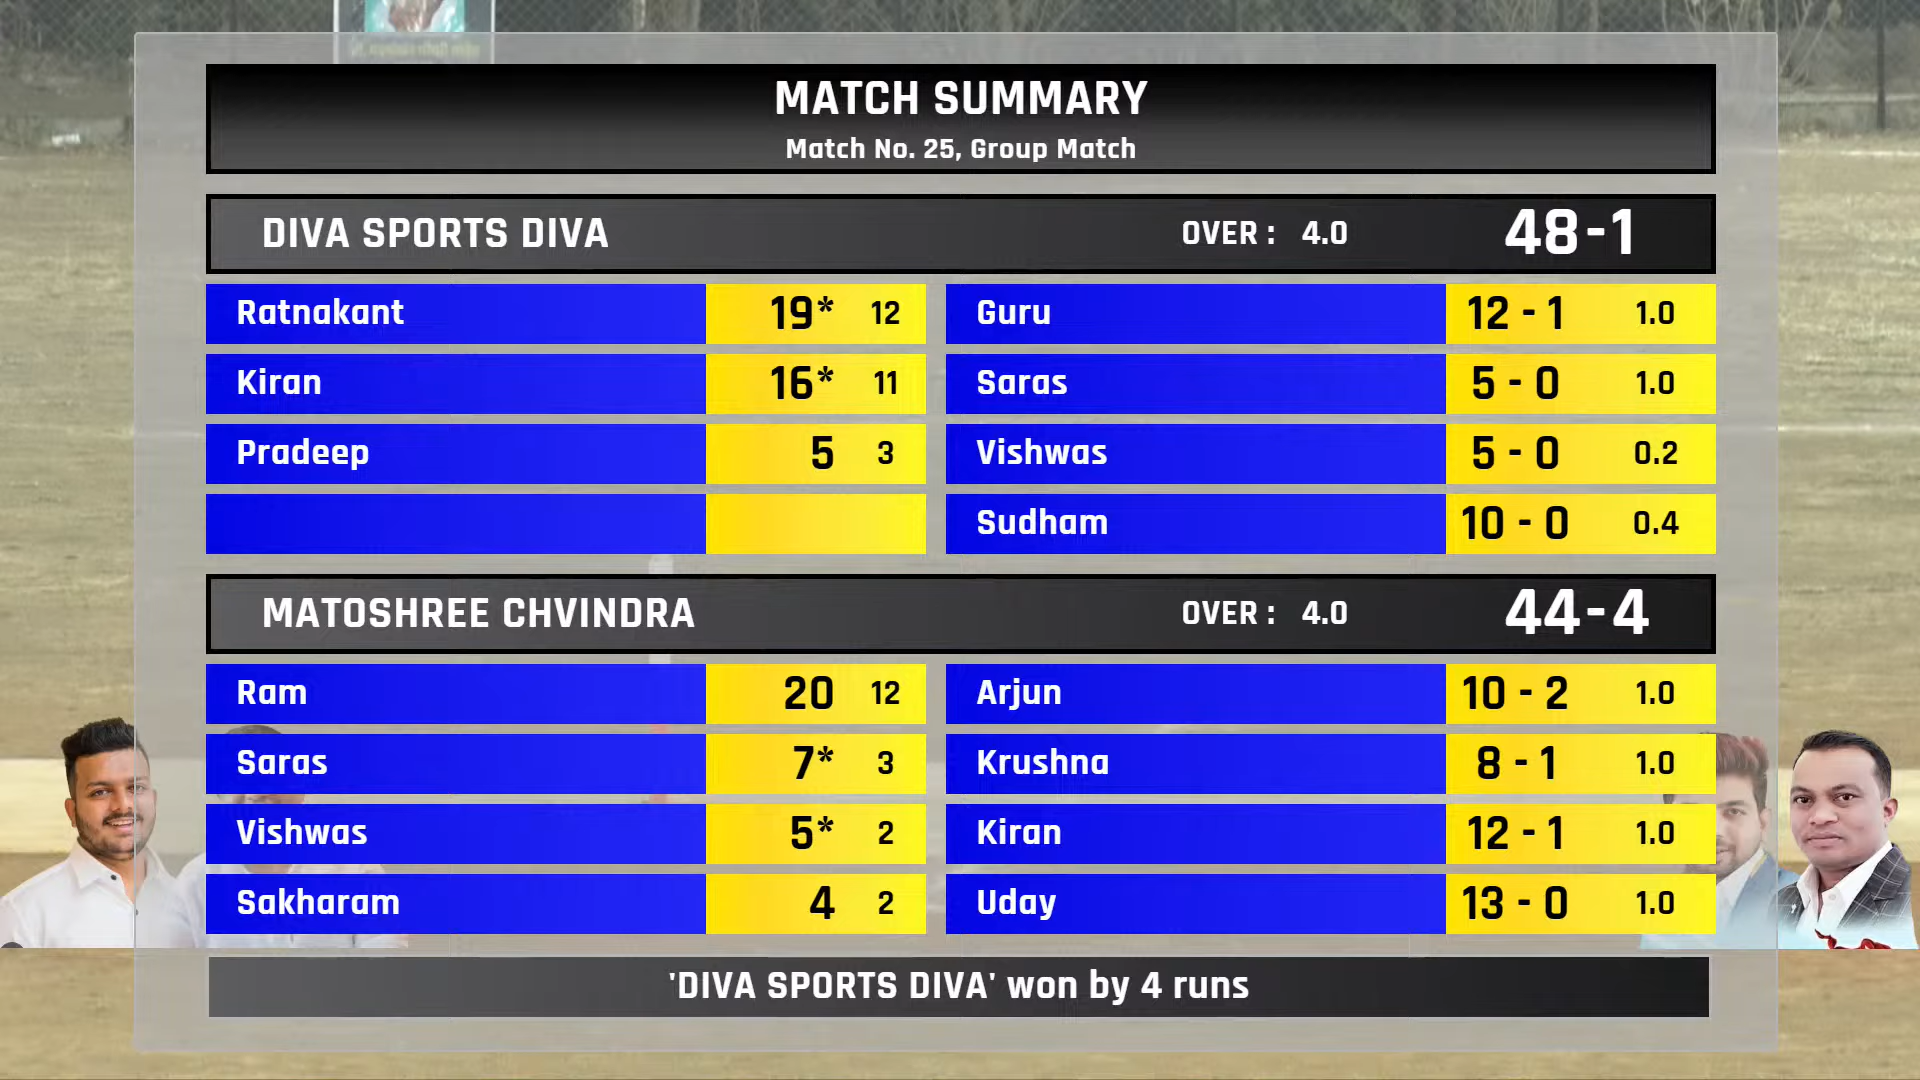 MATCH SUMMARY
Match No. 25, Group Match
DIVA SPORTS DIVA OVER : 4.0 48-1
Ratnakant 19* 12 Guru 12 - 1 1.0
Kiran 16* 11 Saras 5 - 0 1.0
Pradeep 5 3 Vishwas 5 - 0 0.2
Sudham 10 - 0 0.4
MATOSHREE CHVINDRA OVER : 4.0 44-4
Ram 20 12 Arjun 10 - 2 1.0
Saras 7* 3 Krushna 8 - 1 1.0
Vishwas 5* 2 Kiran 12 - 1 1.0
Sakharam 4 2 Uday 13 - 0 1.0
'DIVA SPORTS DIVA' won by 4 runs